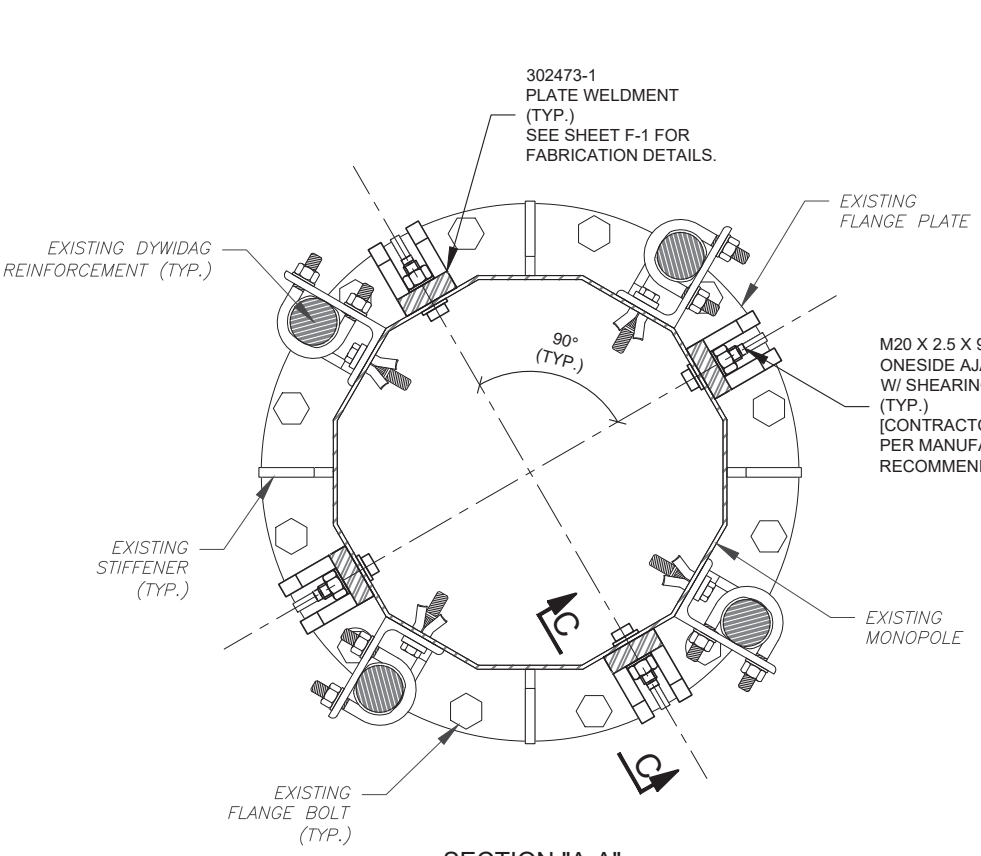 302473-1
PLATE WELDMENT
(TYP.)
SEE SHEET F-1 FOR
FABRICATION DETAILS.
EXISTING
FLANGE PLATE
EXISTING DYWIDAG
REINFORCEMENT (TYP.)
90°
(TYP.)
M20 X 2.5 X
ONESIDE
W/ SHEARING
(TYP.)
PER
EXISTING
STIFFENER
(TYP.)
C
EXISTING
MONOPOLE
C
EXISTING
FLANGE BOLT
(TYP.)
SECTION "A-A"